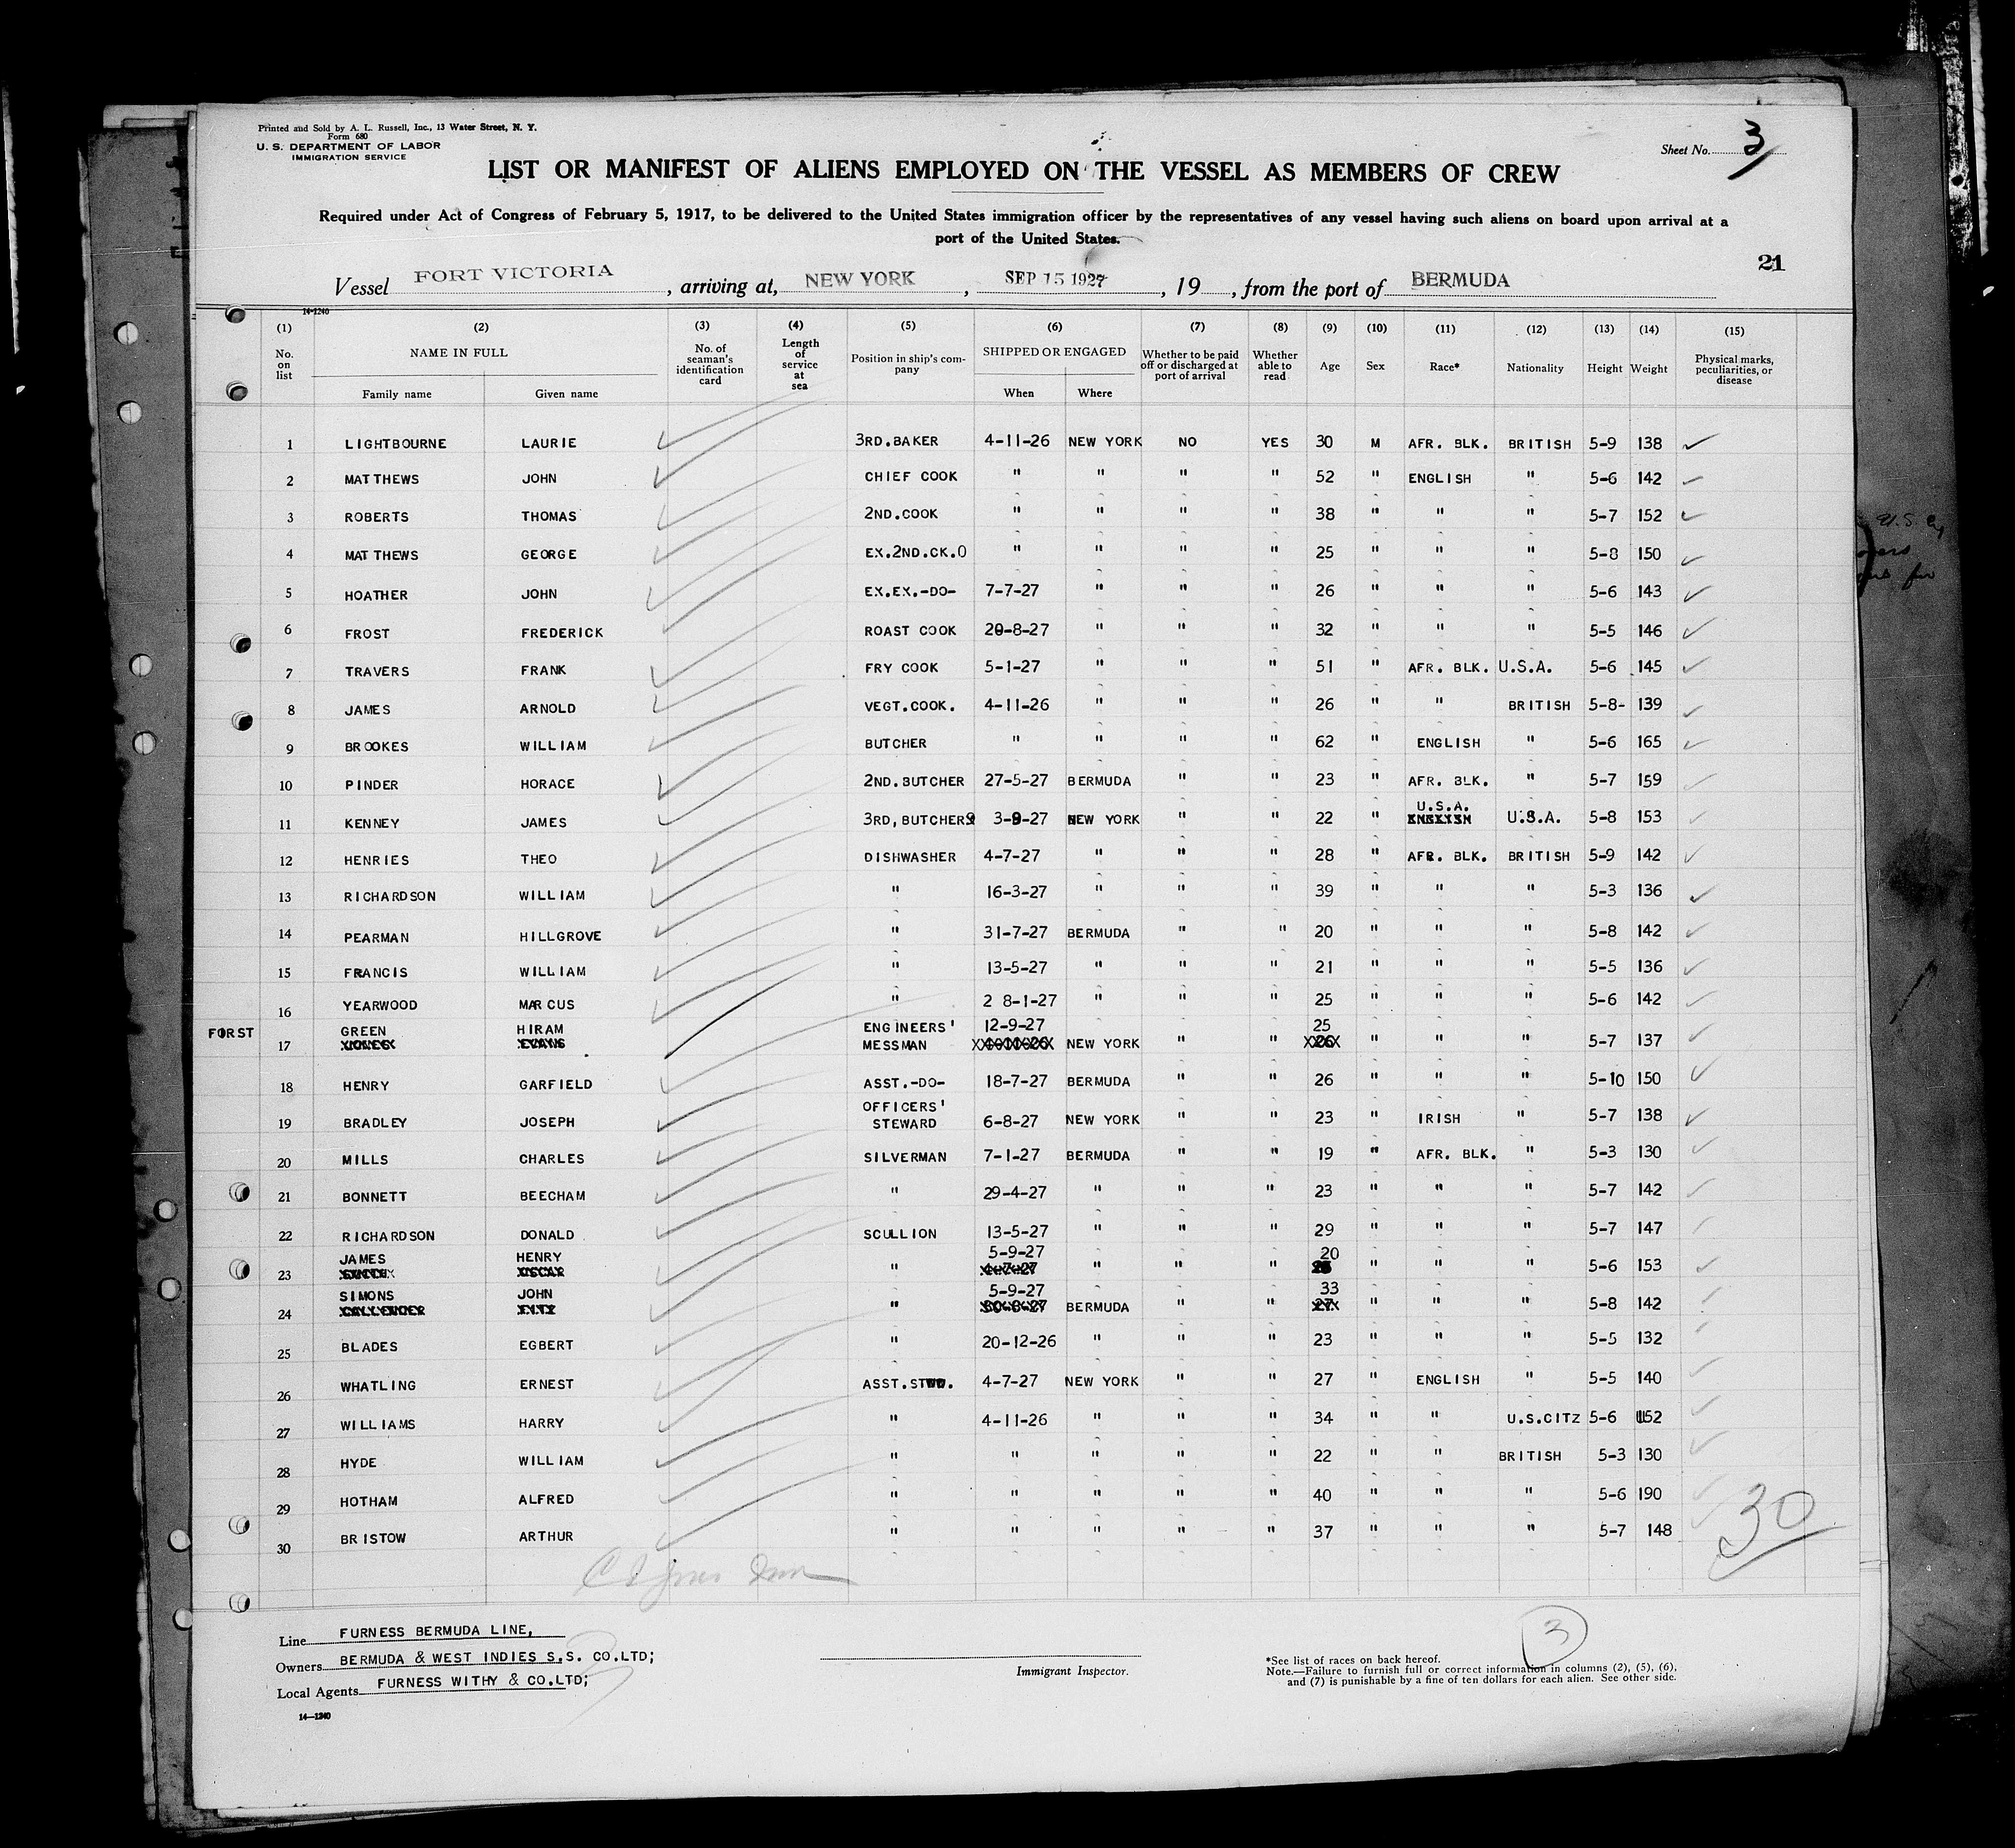 Printed and Sold by A. L. Russell, Inc., 13 Water Street, N. Y.
Form 680
U. S. DEPARTMENT OF LABOR
IMMIGRATION SERVICE
Sheet No. 3
LIST OR MANIFEST OF ALIENS EMPLOYED ON THE VESSEL AS MEMBERS OF CREW
Required under Act of Congress of February 5, 1917, to be delivered to the United States immigration officer by the representatives of any vessel having such aliens on board upon arrival at a
port of the United States.
21
Vessel FORT VICTORIA, arriving at, NEW YORK, SEP 15 1927, 19 , from the port of BERMUDA
14-1240
(1) (2) (3) (4) (5) (6) (7) (8) (9) (10) (11) (12) (13) (14) (15)
No. on list NAME IN FULL Family name Given name No. of seaman's identification card Length of service at sea Position in ship's company SHIPPED OR ENGAGED When Where Whether to be paid off or discharged at port of arrival Whether able to read Age Sex Race* Nationality Height Weight Physical marks, peculiarities, or disease
1 LIGHTBOURNE LAURIE 3RD.BAKER 4-11-26 NEW YORK NO YES 30 M AFR. BLK. BRITISH 5-9 138
2 MATTHEWS JOHN CHIEF COOK " " " " 52 " ENGLISH " 5-6 142
3 ROBERTS THOMAS 2ND.COOK " " " " 38 " " " 5-7 152
4 MATTHEWS GEORGE EX.2ND.CK.O " " " " 25 " " " 5-8 150
5 HOATHER JOHN EX.EX.-DO- 7-7-27 " " " 26 " " " 5-6 143
6 FROST FREDERICK ROAST COOK 20-8-27 " " " 32 " " " 5-5 146
7 TRAVERS FRANK FRY COOK 5-1-27 " " " 51 " AFR. BLK. U.S.A. 5-6 145
8 JAMES ARNOLD VEGT.COOK. 4-11-26 " " " 26 " " BRITISH 5-8- 139
9 BROOKES WILLIAM BUTCHER " " " " 62 " ENGLISH " 5-6 165
10 PINDER HORACE 2ND.BUTCHER 27-5-27 BERMUDA " " 23 " AFR. BLK. " 5-7 159
U.S.A.
11 KENNEY JAMES 3RD,BUTCHER 3-9-27 NEW YORK " " 22 " ENGLISH U.S.A. 5-8 153
12 HENRIES THEO DISHWASHER 4-7-27 " " " 28 " AFR. BLK. BRITISH 5-9 142
13 RICHARDSON WILLIAM " 16-3-27 " " " 39 " " " 5-3 136
14 PEARMAN HILLGROVE " 31-7-27 BERMUDA " " 20 " " " 5-8 142
15 FRANCIS WILLIAM " 13-5-27 " " " 21 " " " 5-5 136
16 YEARWOOD MARCUS " 2 8-1-27 " " " 25 " " " 5-6 142
FORST GREEN HIRAM ENGINEERS' 12-9-27 25
17 MESSMAN NEW YORK " " " " " 5-7 137
18 HENRY GARFIELD ASST.-DO- 18-7-27 BERMUDA " " 26 " " " 5-10 150
OFFICERS'
19 BRADLEY JOSEPH STEWARD 6-8-27 NEW YORK " " 23 " IRISH " 5-7 138
20 MILLS CHARLES SILVERMAN 7-1-27 BERMUDA " " 19 " AFR. BLK. " 5-3 130
21 BONNETT BEECHAM " 29-4-27 " " " 23 " " " 5-7 142
22 RICHARDSON DONALD SCULLION 13-5-27 " " " 29 " " " 5-7 147
JAMES HENRY 5-9-27 20
23 " 4-7-27 " " " " " " 5-6 153
SIMONS JOHN 5-9-27 33
24 CALLENDER " 30-8-27 BERMUDA " " 27 " " " 5-8 142
25 BLADES EGBERT " 20-12-26 " " " 23 " " " 5-5 132
26 WHATLING ERNEST ASST.STWD. 4-7-27 NEW YORK " " 27 " ENGLISH " 5-5 140
27 WILLIAMS HARRY " 4-11-26 " " " 34 " " U.S.CITZ 5-6 152
28 HYDE WILLIAM " " " " " 22 " " BRITISH 5-3 130
29 HOTHAM ALFRED " " " " " 40 " " " 5-6 190
30 BRISTOW ARTHUR " " " " " 37 " " " 5-7 148
30
3
Line FURNESS BERMUDA LINE,
Owners BERMUDA & WEST INDIES S.S. CO.LTD;
Local Agents FURNESS WITHY & CO.LTD;
14-1240
Immigrant Inspector.
*See list of races on back hereof.
Note.—Failure to furnish full or correct information in columns (2), (5), (6),
and (7) is punishable by a fine of ten dollars for each alien. See other side.